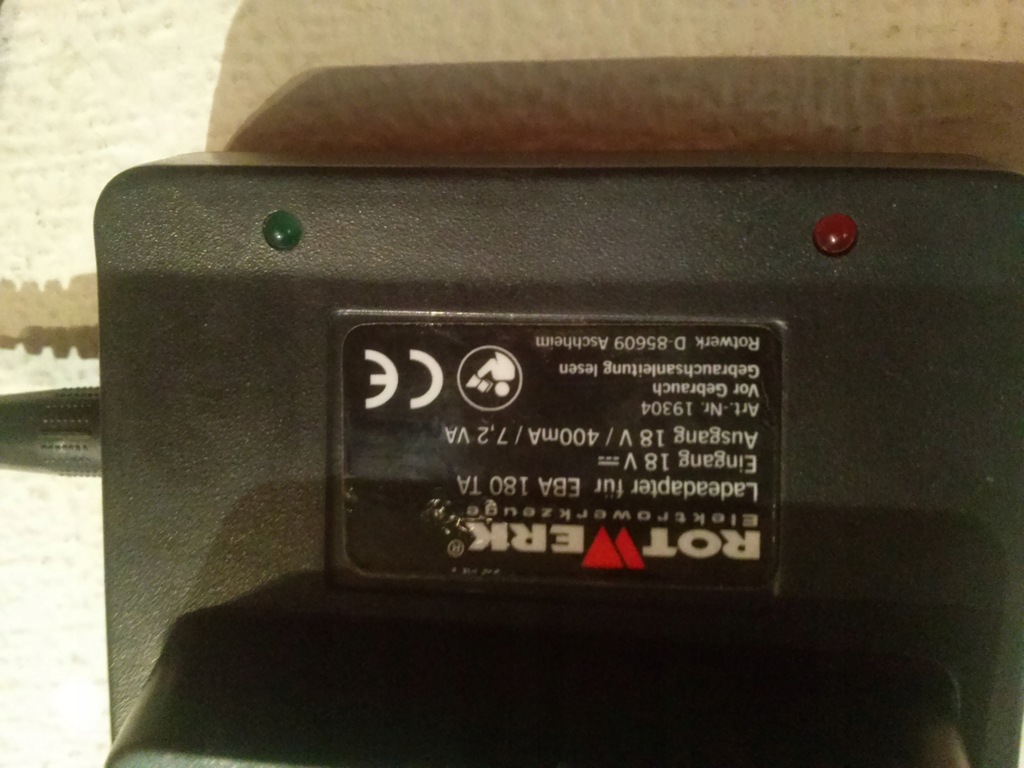 ROTWERK®
Elektrowerkzeuge
Ladeadapter für EBA 180 TA
Eingang 18 V ⎓
Ausgang 18 V / 400mA / 7,2 VA
Art.-Nr. 19304
Vor Gebrauch
Gebrauchsanleitung lesen
Rotwerk D-85609 Aschheim
CE